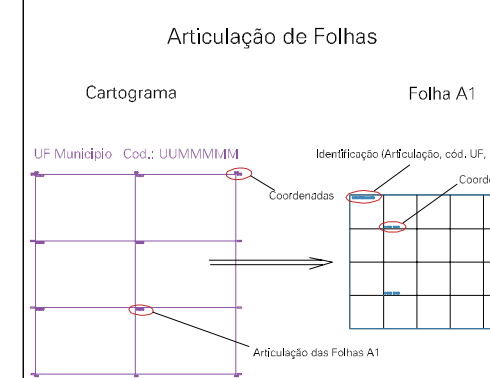 Articulação de Folhas
Cartograma
Folha A1
UF Municipio Cod.: UUMMMMM
Identificação (Articulação, cód. UF,
Coorde
Coordenadas
Articulação das Folhas A1